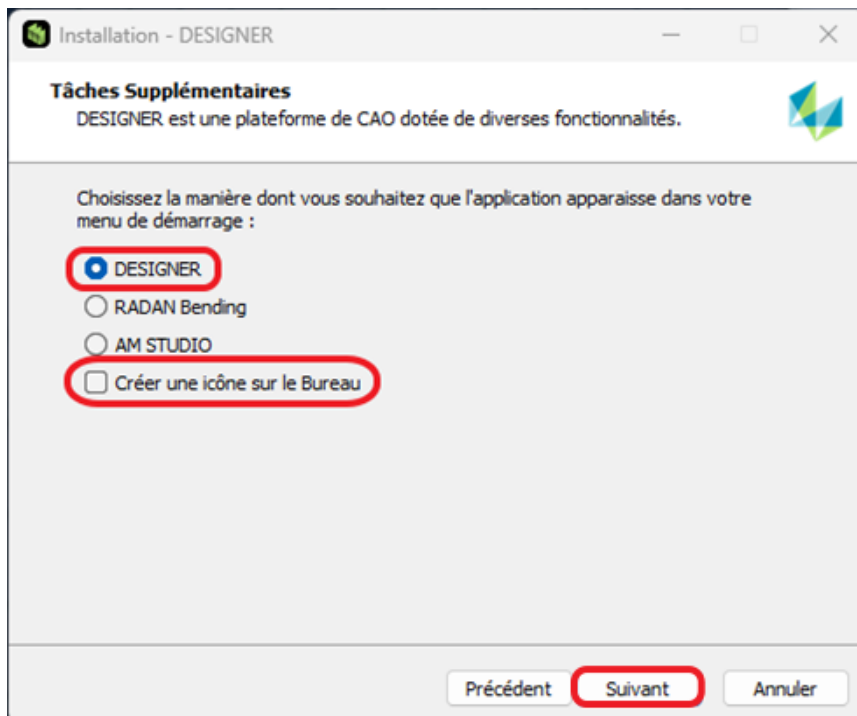 Installation - DESIGNER
Tâches Supplémentaires
DESIGNER est une plateforme de CAO dotée de diverses fonctionnalités.
Choisissez la manière dont vous souhaitez que l'application apparaisse dans votre
menu de démarrage :
DESIGNER
RADAN Bending
AM STUDIO
Créer une icône sur le Bureau
Précédent Suivant Annuler